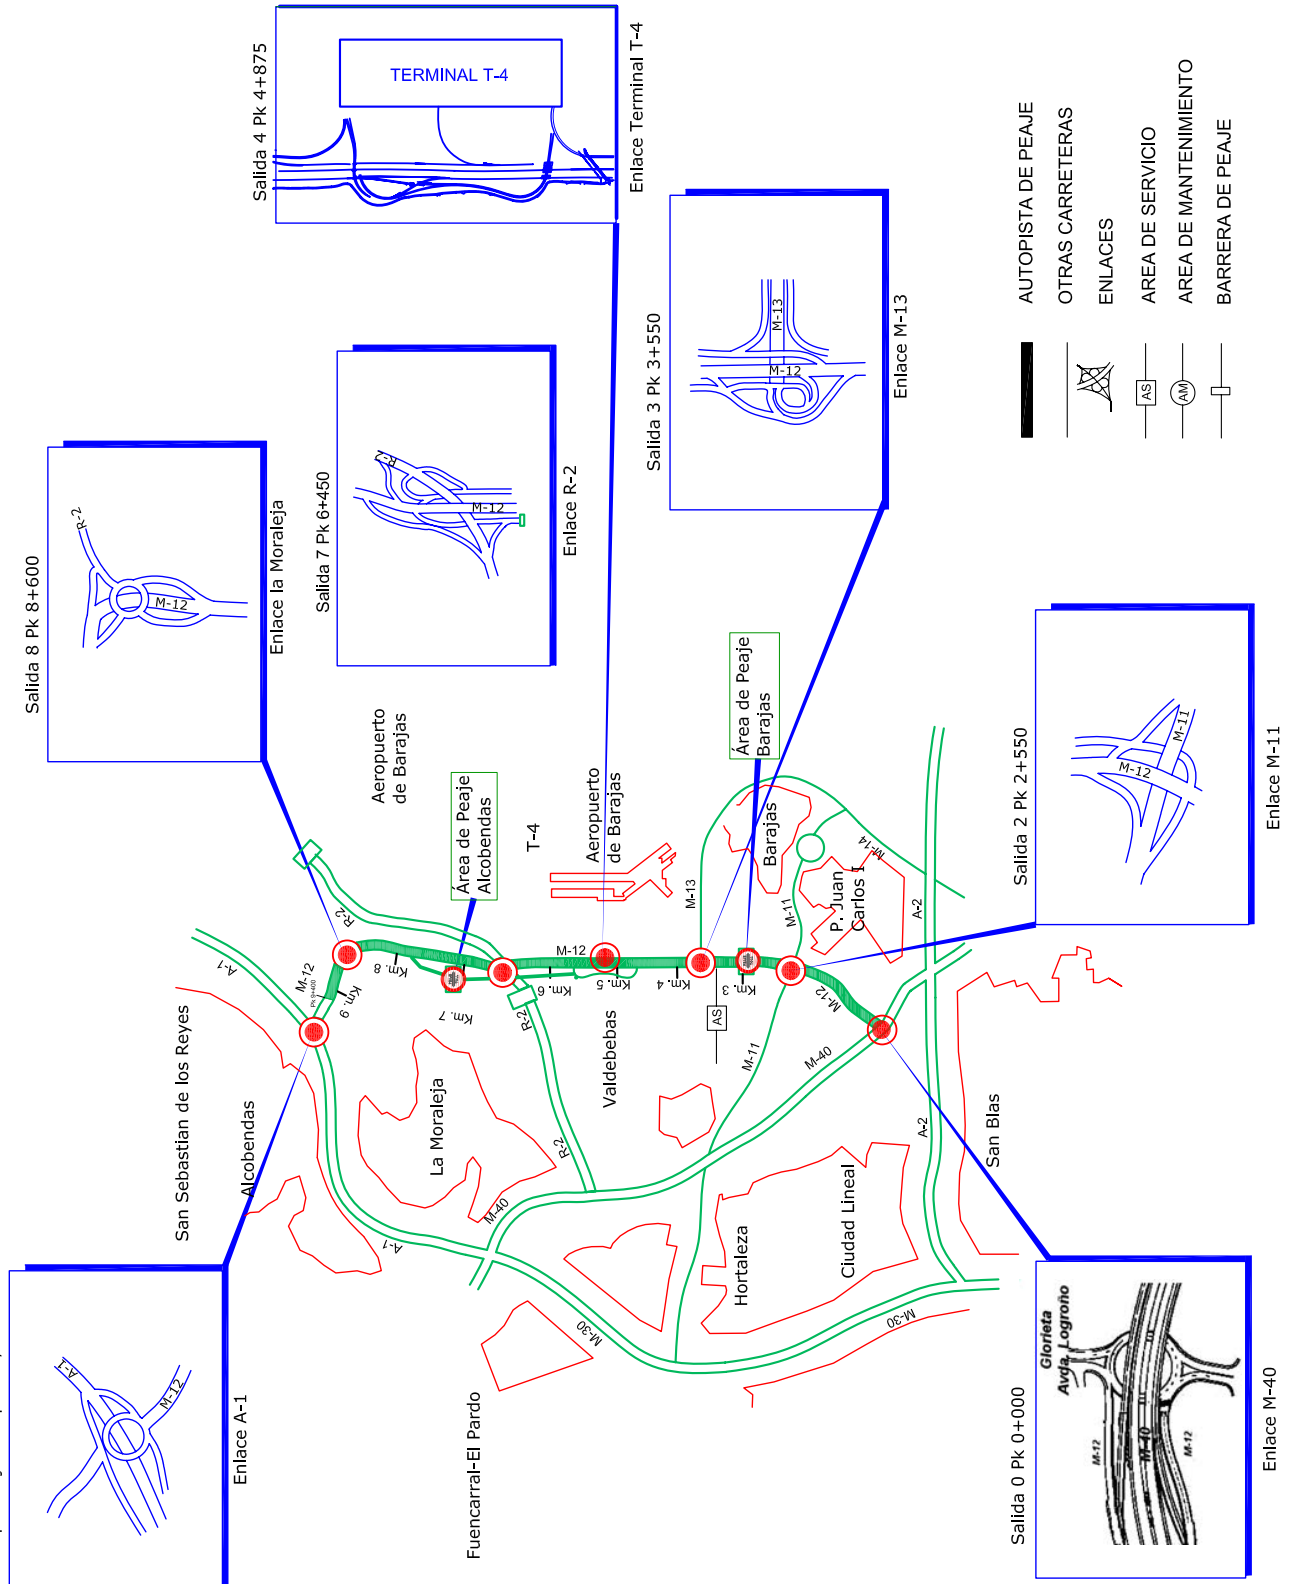 Salida 4 Pk 4+875
TERMINAL T-4
Enlace Terminal T-4
Salida 8 Pk 8+600
R-2
M-12
Enlace la Moraleja
Salida 7 Pk 6+450
R-2
M-12
Enlace R-2
Salida 3 Pk 3+550
M-13
M-12
Enlace M-13
Salida 2 Pk 2+550
M-12
M-11
Enlace M-11
Salida 0 Pk 0+000
Glorieta
Avda. Logroño
M-12
M-40
M-12
Enlace M-40
A-1
M-12
Enlace A-1
AUTOPISTA DE PEAJE
OTRAS CARRETERAS
ENLACES
AS
AREA DE SERVICIO
AM
AREA DE MANTENIMIENTO
BARRERA DE PEAJE
San Sebastian de los Reyes
Alcobendas
La Moraleja
Fuencarral-El Pardo
Aeropuerto
de Barajas
Área de Peaje
Alcobendas
T-4
Aeropuerto
de Barajas
Área de Peaje
Barajas
Barajas
P. Juan
Carlos I
Valdebebas
Hortaleza
Ciudad Lineal
San Blas
A-1
M-12
Pk 9+400
Km. 9
Km. 8
R-2
Km. 7
R-2
M-12
Km. 6
Km. 5
Km. 4
Km. 3
M-13
AS
M-11
M-14
M-12
M-11
M-40
A-2
A-2
R-2
M-40
A-1
M-30
M-30